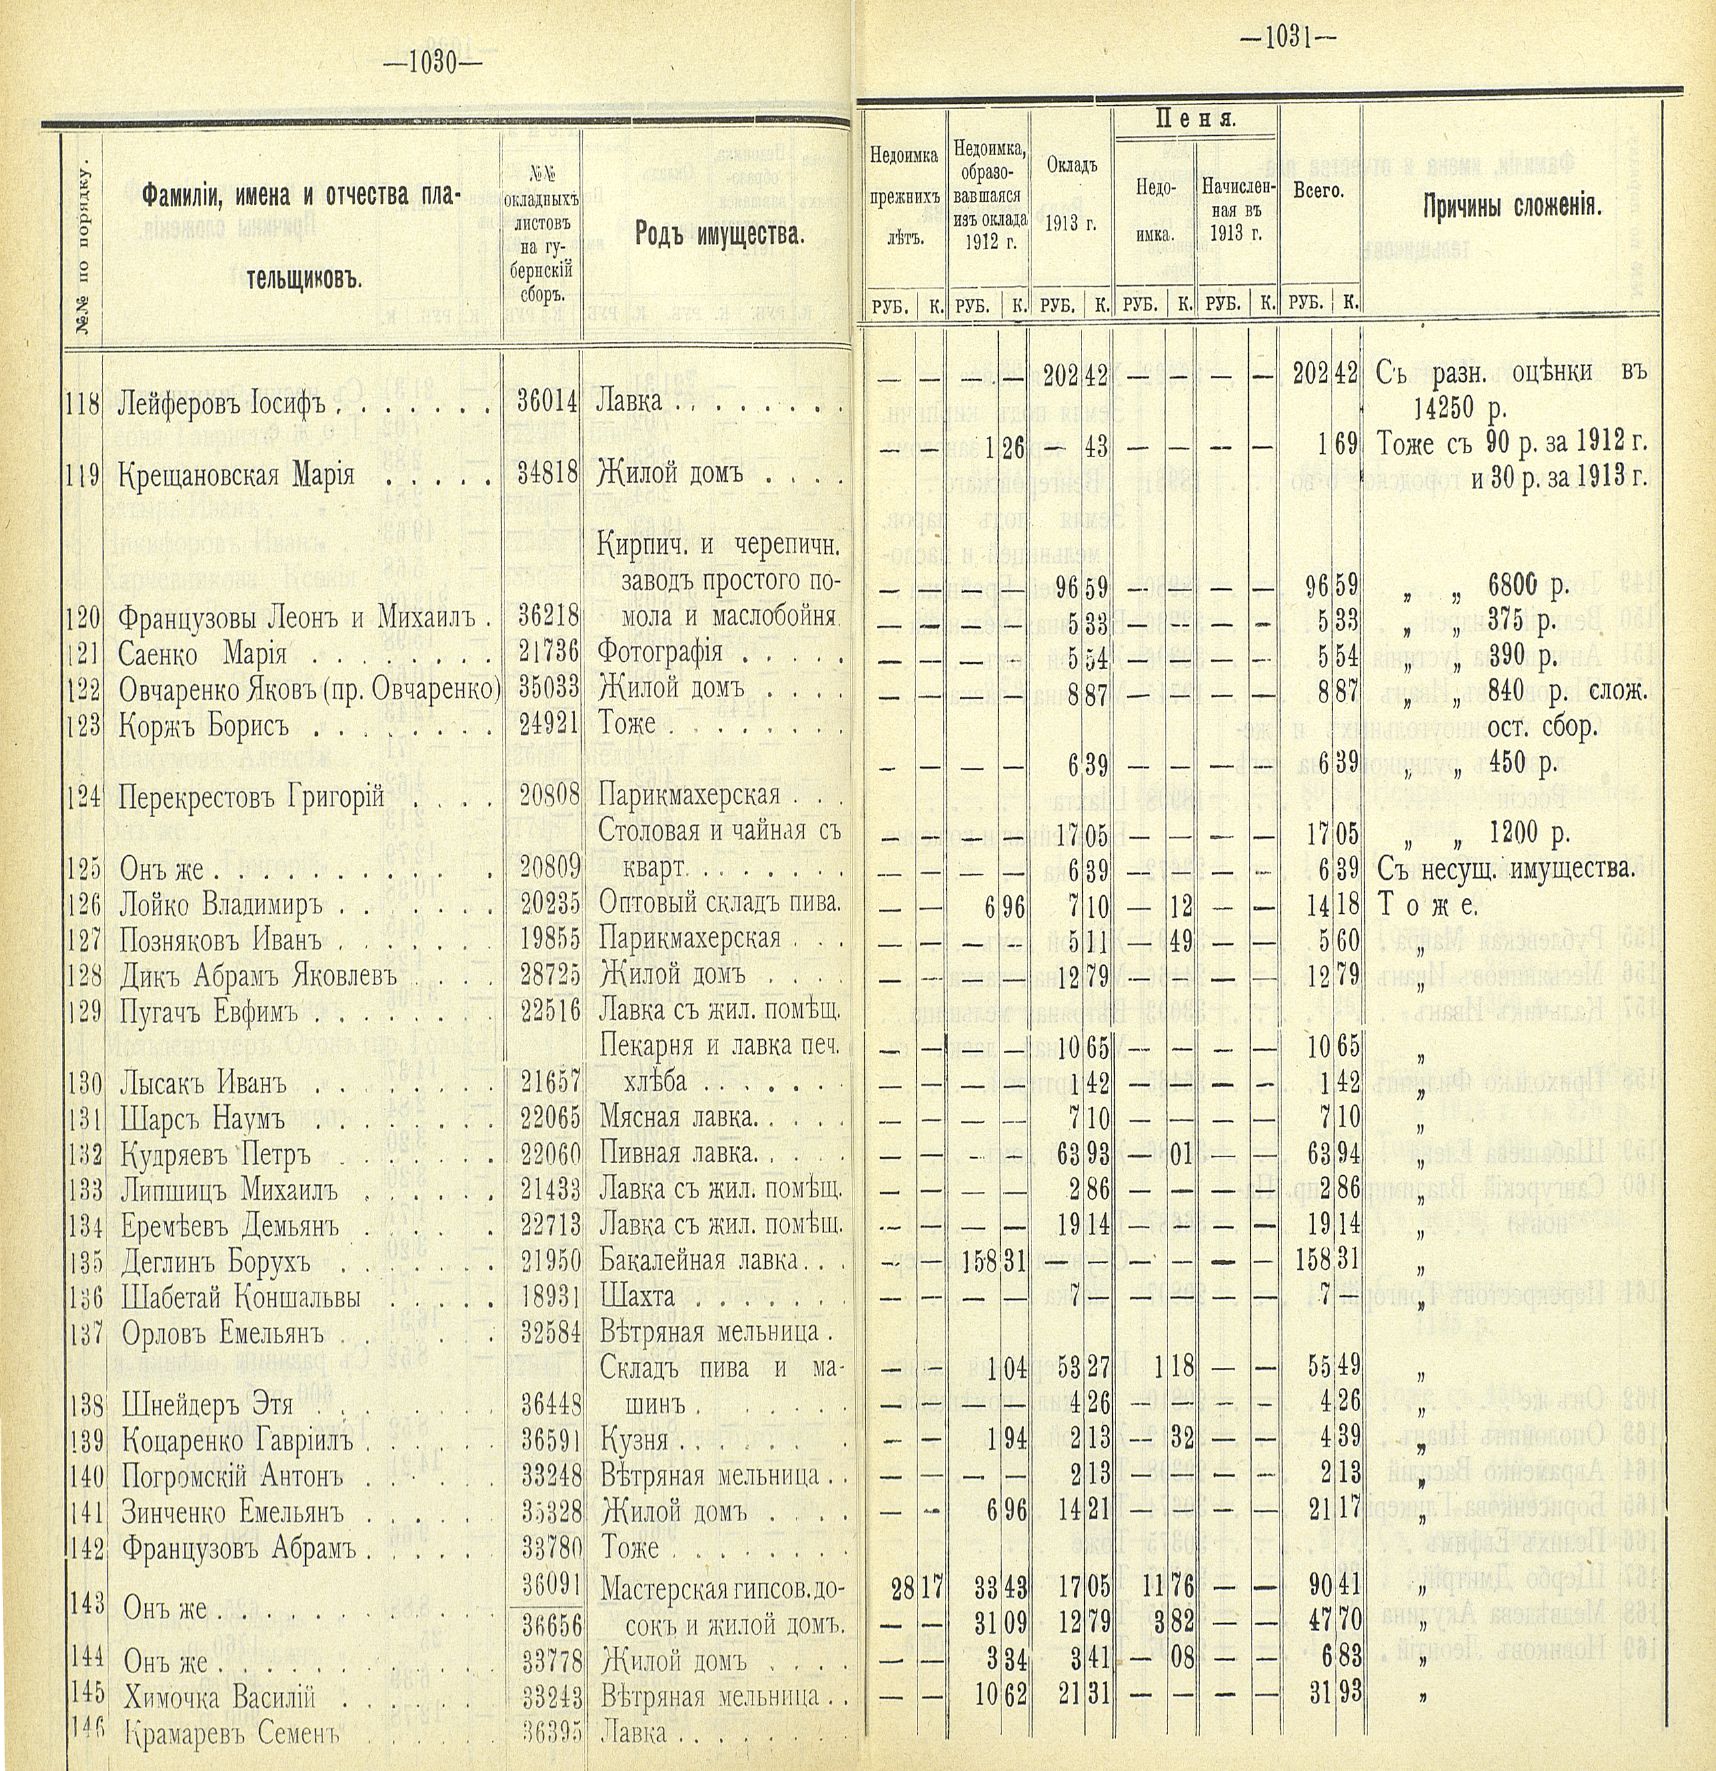 —1030—
№№ по порядку.
Фамиліи, имена и отчества пла-
тельщиковъ.
№№
окладныхъ
листовъ
на гу-
бернскій
сборъ.
Родъ имущества.
118 Лейферовъ Іосифъ 36014 Лавка
119 Крещановская Марія 34818 Жилой домъ
Кирпич. и черепичн.
заводъ простого по-
120 Французовы Леонъ и Михаилъ 36218 мола и маслобойня
121 Саенко Марія 21736 Фотографія
122 Овчаренко Яковъ (пр. Овчаренко) 35033 Жилой домъ
123 Коржъ Борисъ 24921 Тоже
124 Перекрестовъ Григорій 20808 Парикмахерская
Столовая и чайная съ
125 Онъ же 20809 кварт.
126 Лойко Владимиръ 20235 Оптовый складъ пива.
127 Позняковъ Иванъ 19855 Парикмахерская
128 Дикъ Абрамъ Яковлевъ 28725 Жилой домъ
129 Пугачъ Евфимъ 22516 Лавка съ жил. помѣщ.
Пекарня и лавка печ.
130 Лысакъ Иванъ 21657 хлѣба
131 Шарсъ Наумъ 22065 Мясная лавка.
132 Кудряевъ Петръ 22060 Пивная лавка.
133 Липшицъ Михаилъ 21433 Лавка съ жил. помѣщ.
134 Еремѣевъ Демьянъ 22713 Лавка съ жил. помѣщ.
135 Деглинъ Борухъ 21950 Бакалейная лавка
136 Шабетай Коншальвы 18931 Шахта
137 Орловъ Емельянъ 32584 Вѣтряная мельница
Складъ пива и ма-
138 Шнейдеръ Этя 36448 шинъ
139 Коцаренко Гавріилъ 36591 Кузня
140 Погромскій Антонъ 33248 Вѣтряная мельница
141 Зинченко Емельянъ 35328 Жилой домъ
142 Французовъ Абрамъ 33780 Тоже
36091 Мастерская гипсов. до-
143 Онъ же 36656 сокъ и жилой домъ.
144 Онъ же 33778 Жилой домъ
145 Химочка Василій 33243 Вѣтряная мельница
146 Крамаревъ Семенъ 36395 Лавка
—1031—
Недоимка
прежнихъ
лѣтъ.
Недоимка,
образо-
вавшаяся
изъ оклада
1912 г.
Окладъ
1913 г.
Пеня.
Недо-
имка.
Начислен-
ная въ
1913 г.
Всего.
Причины сложенія.
РУБ. К. РУБ. К. РУБ. К. РУБ. К. РУБ. К. РУБ. К.
— — — — 202 42 — — — — 202 42 Съ разн. оцѣнки въ
14250 р.
— — 1 26 — 43 — — — — 1 69 Тоже съ 90 р. за 1912 г.
и 30 р. за 1913 г.
— — — — 96 59 — — — — 96 59 „ „ 6800 р.
— — — — 5 33 — — — — 5 33 „ „ 375 р.
— — — — 5 54 — — — — 5 54 „ „ 390 р.
— — — — 8 87 — — — — 8 87 „ „ 840 р. слож.
ост. сбор.
— — — — 6 39 — — — — 6 39 „ „ 450 р.
— — — — 17 05 — — — — 17 05 „ „ 1200 р.
— — — — 6 39 — — — — 6 39 Съ несущ. имущества.
— — 6 96 7 10 — 12 — — 14 18 Тоже.
— — — — 5 11 — 49 — — 5 60 „
— — — — 12 79 — — — — 12 79 „
— — — — 10 65 — — — — 10 65 „
— — — — 1 42 — — — — 1 42 „
— — — — 7 10 — — — — 7 10 „
— — — — 63 93 — 01 — — 63 94 „
— — — — 2 86 — — — — 2 86 „
— — — — 19 14 — — — — 19 14 „
— — 158 31 — — — — — — 158 31 „
— — — — 7 — — — — — 7 — „
— — 1 04 53 27 1 18 — — 55 49 „
— — — — 4 26 — — — — 4 26 „
— — 1 94 2 13 — 32 — — 4 39 „
— — — — 2 13 — — — — 2 13 „
— — 6 96 14 21 — — — — 21 17 „
28 17 33 43 17 05 11 76 — — 90 41 „
— — 31 09 12 79 3 82 — — 47 70 „
— — 3 34 3 41 — 08 — — 6 83 „
— — 10 62 21 31 — — — — 31 93 „